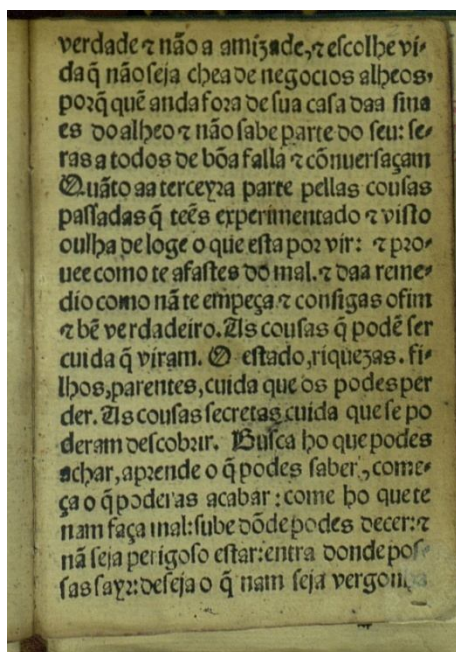 verdade ⁊ não a amizade, ⁊ escolhe vi-
da q̃ não seja chea de negocios alheos,
porq̃ quẽ anda fora de sua casa daa sina
es do alheo ⁊ não sabe parte do seu: se-
ras a todos de bõa falla ⁊ cõnuersaçam
Quãto aa terceyra parte pellas cousas
passadas q̃ teẽs experimentado ⁊ visto
oulha de loge o que esta por vir: ⁊ pro-
uee como te afastes do mal. ⁊ daa reme-
dio como nã te empeça ⁊ consigas o fim
⁊ bẽ verdadeiro. As cousas q̃ podẽ ser
cuida q̃ viram. O estado, riquezas. fi-
lhos, parentes, cuida que os podes per
der. As cousas secretas cuida que se po
deram descobrir. Busca ho que podes
achar, aprende o q̃ podes saber, come-
ça o q̃ poderas acabar: come ho que te
nam faça mal: sube dõde podes decer: ⁊
nã seja perigoso estar: entra donde pos-
sas sayr: deseja o q̃ nam seja vergonha